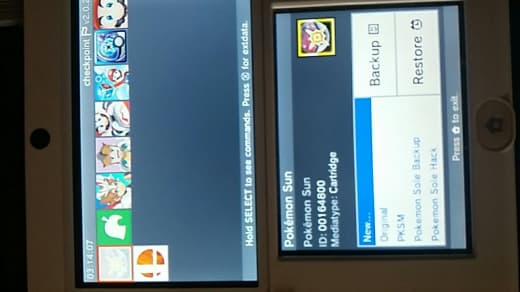 03:14:07
checkpoint v2.0.2
Hold SELECT to see commands. Press Ⓧ for extdata.
Pokémon Sun
Pokémon Sun
ID: 00164800
Mediatype: Cartridge
New...
Original
PKSM
Pokemon Sole Backup
Pokemon Sole Hack
Backup
Restore
Press to exit.